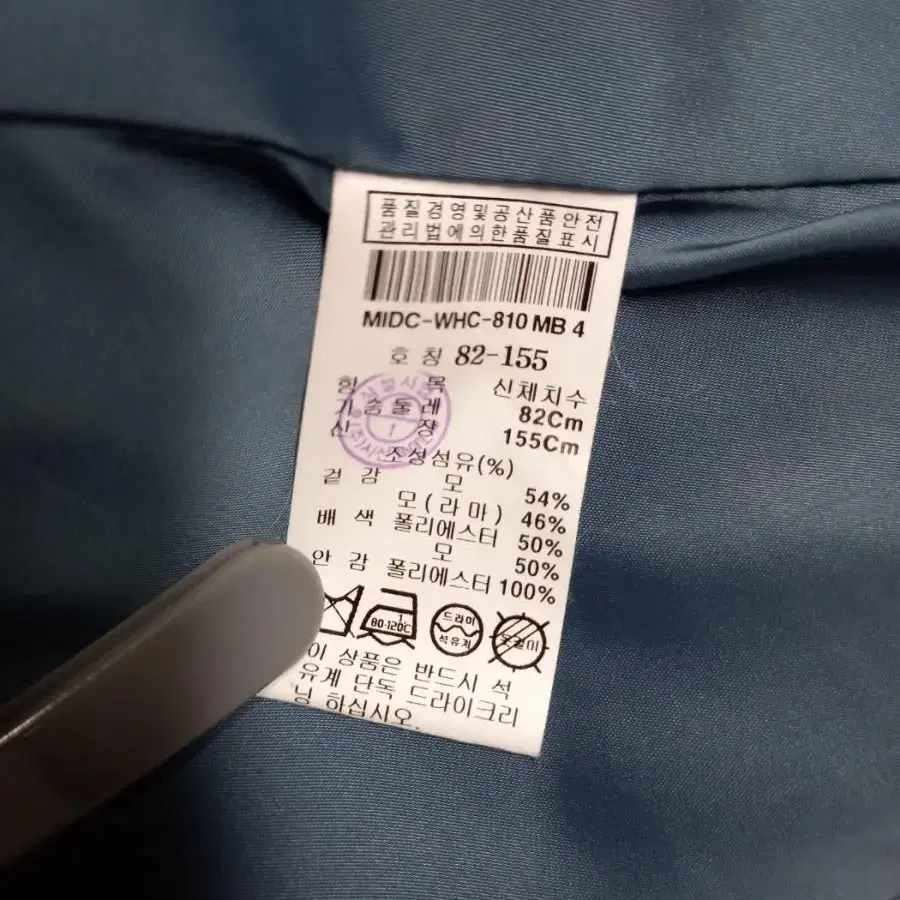 품질경영및공산품안전
관리법에의한품질표시
MIDC-WHC-810 MB 4
호 칭 82-155
항 목 신체치수
가슴둘레 82Cm
신 장 155Cm
조성섬유(%)
겉 감 모 54%
모(라마) 46%
배 색 폴리에스터 50%
모 50%
안 감 폴리에스터 100%
80-120℃
드라이
석유계
옷걸이
이 상품은 반드시 석
유계 단독 드라이크리
닝 하십시오.